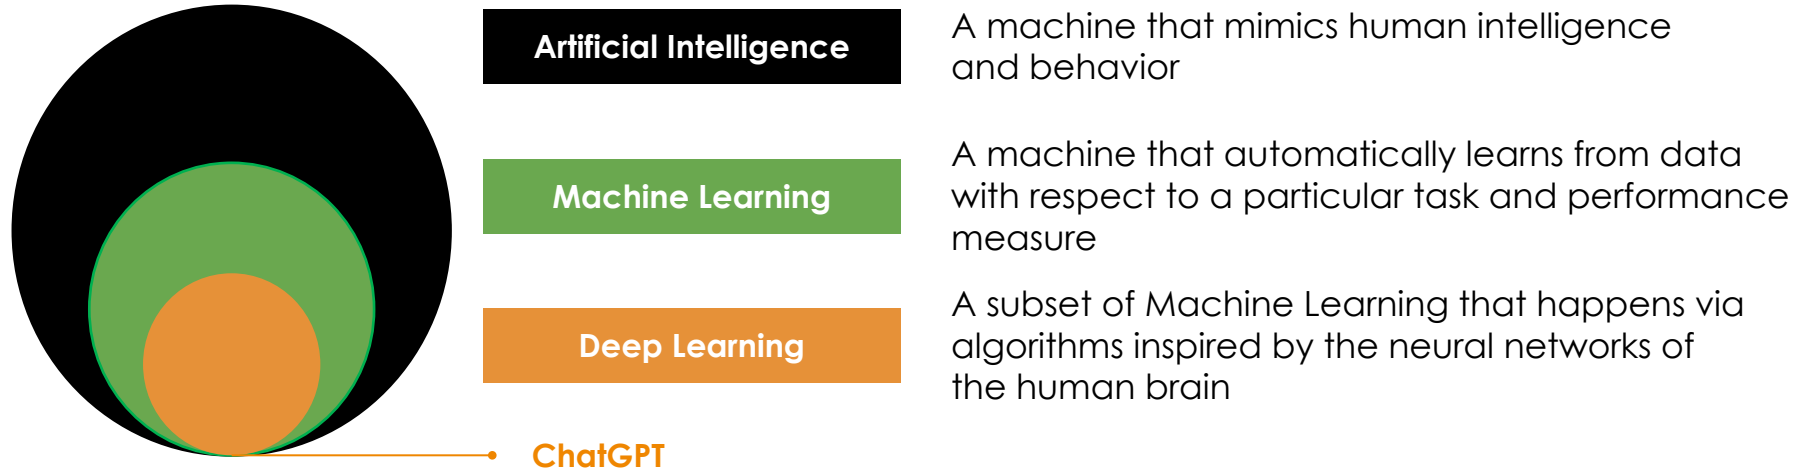 Artificial Intelligence
A machine that mimics human intelligence
and behavior
Machine Learning
A machine that automatically learns from data
with respect to a particular task and performance
measure
Deep Learning
A subset of Machine Learning that happens via
algorithms inspired by the neural networks of
the human brain
ChatGPT